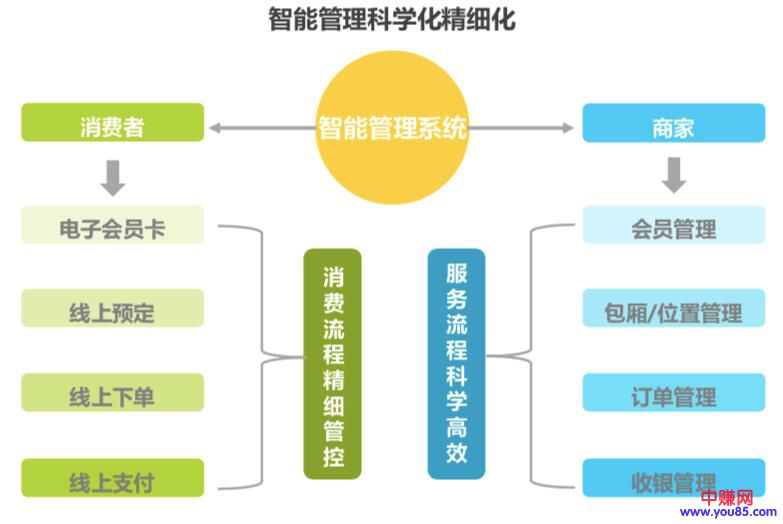 智能管理科学化精细化
消费者
智能管理系统
商家
电子会员卡
会员管理
线上预定
包厢/位置管理
线上下单
订单管理
线上支付
收银管理
消费流程精细管控
服务流程科学高效
中赚网
www.you85.com